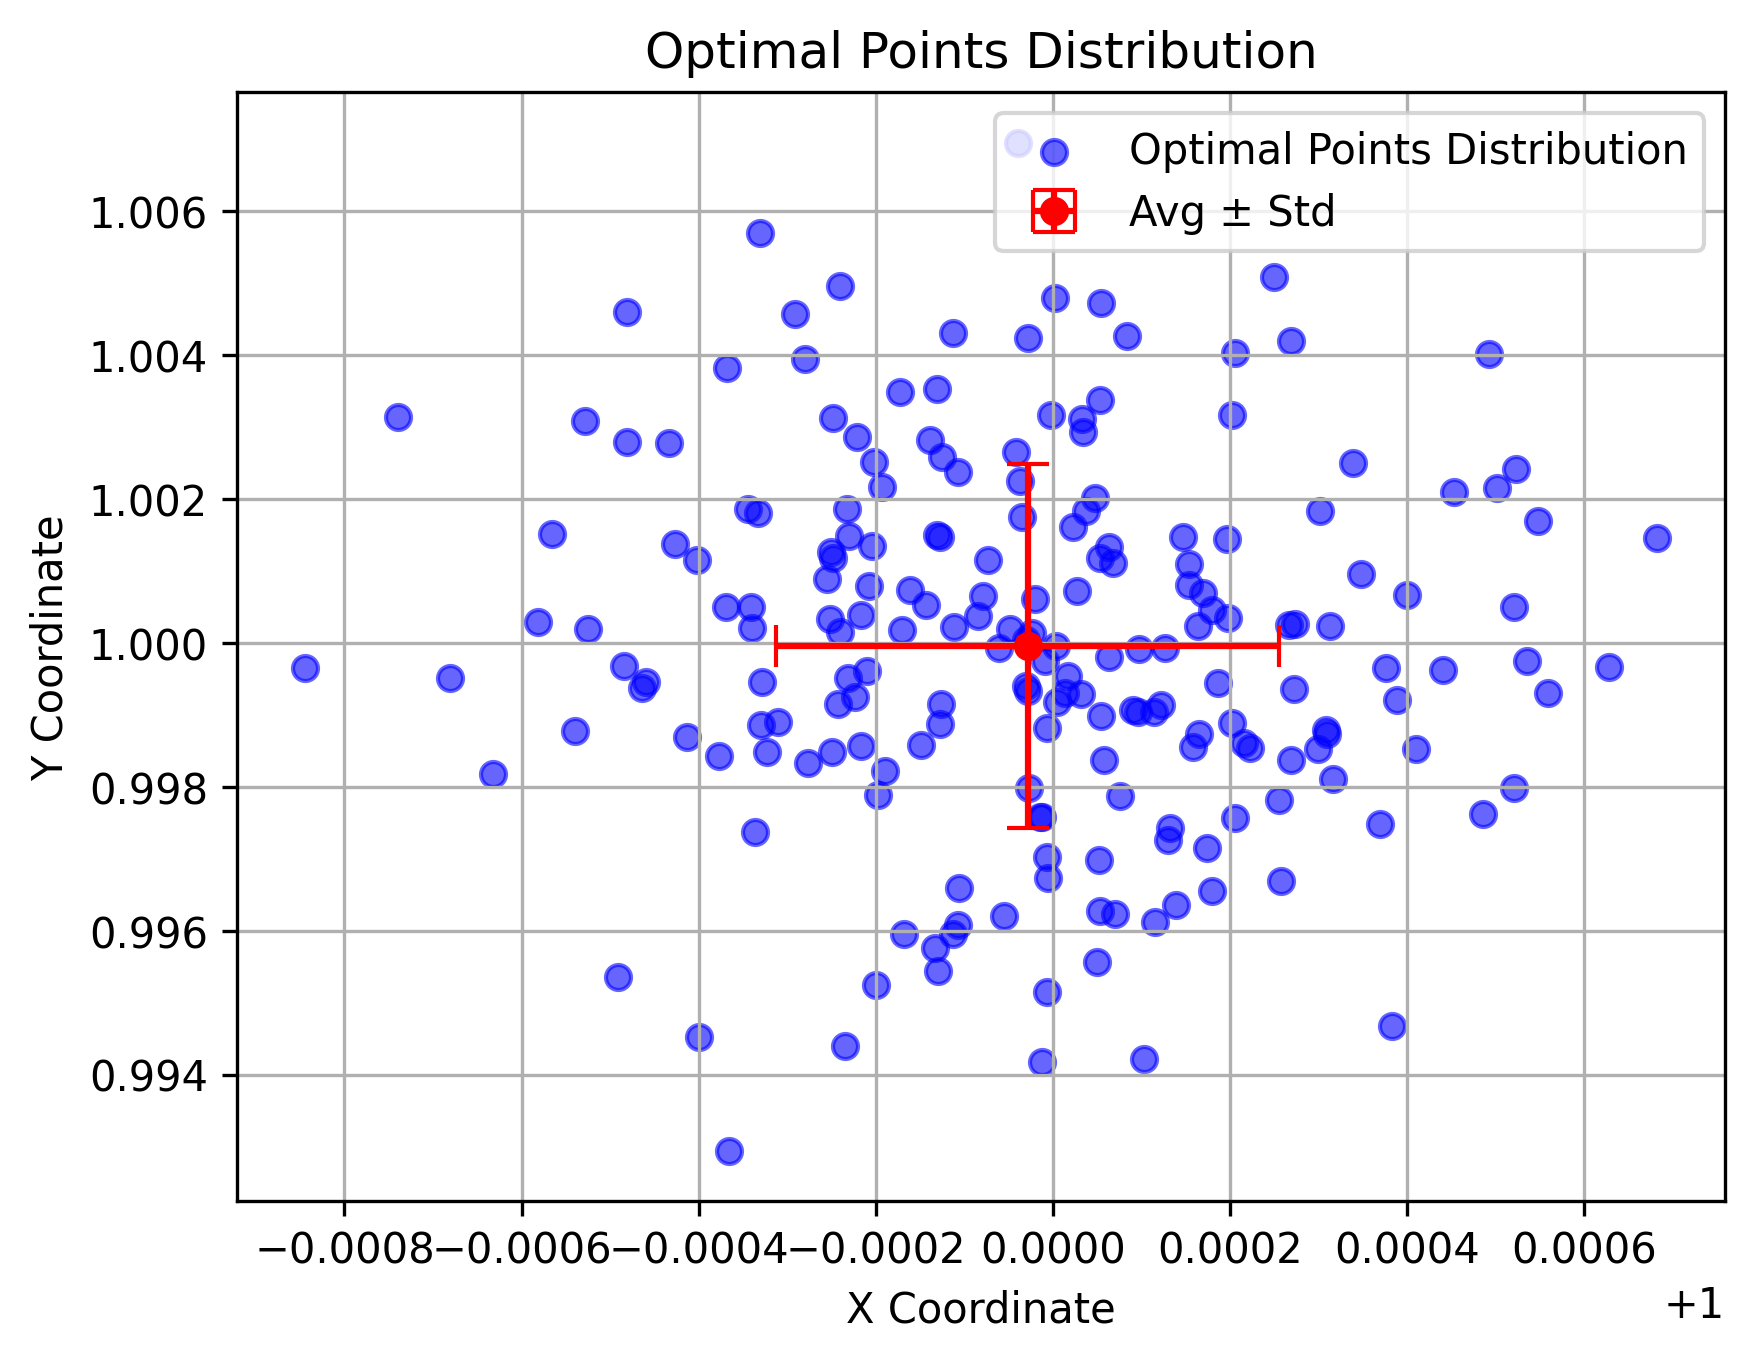 Optimal Points Distribution
Optimal Points Distribution
Avg ± Std
Y Coordinate
1.006
1.004
1.002
1.000
0.998
0.996
0.994
−0.0008 −0.0006 −0.0004 −0.0002 0.0000 0.0002 0.0004 0.0006
X Coordinate
+1